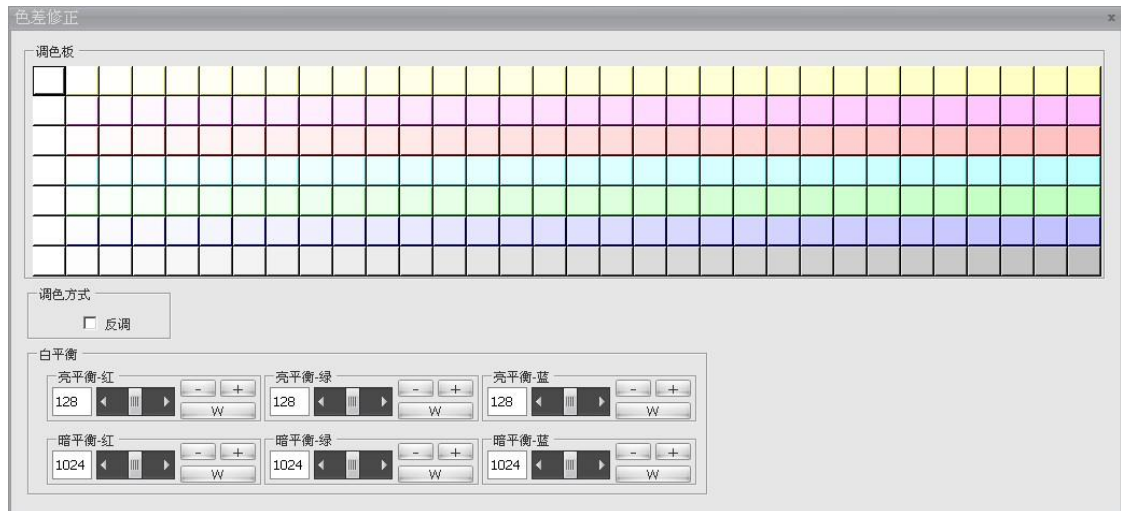 色差修正 x
调色板
调色方式
反调
白平衡
亮平衡-红 亮平衡-绿 亮平衡-蓝
128 - + 128 - + 128 - +
W W W
暗平衡-红 暗平衡-绿 暗平衡-蓝
1024 - + 1024 - + 1024 - +
W W W